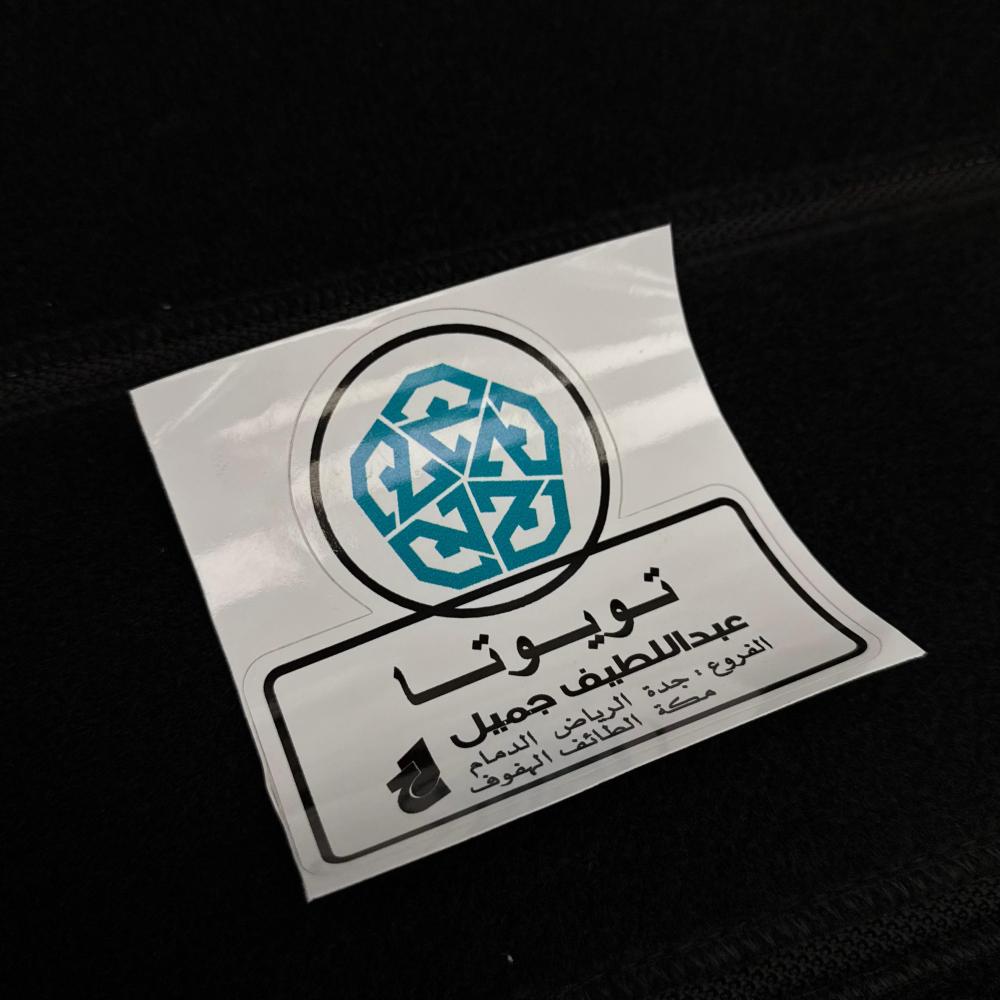 تويوتا
عبداللطيف جميل
الفروع : جدة الرياض الدمام
مكة الطائف الهفوف